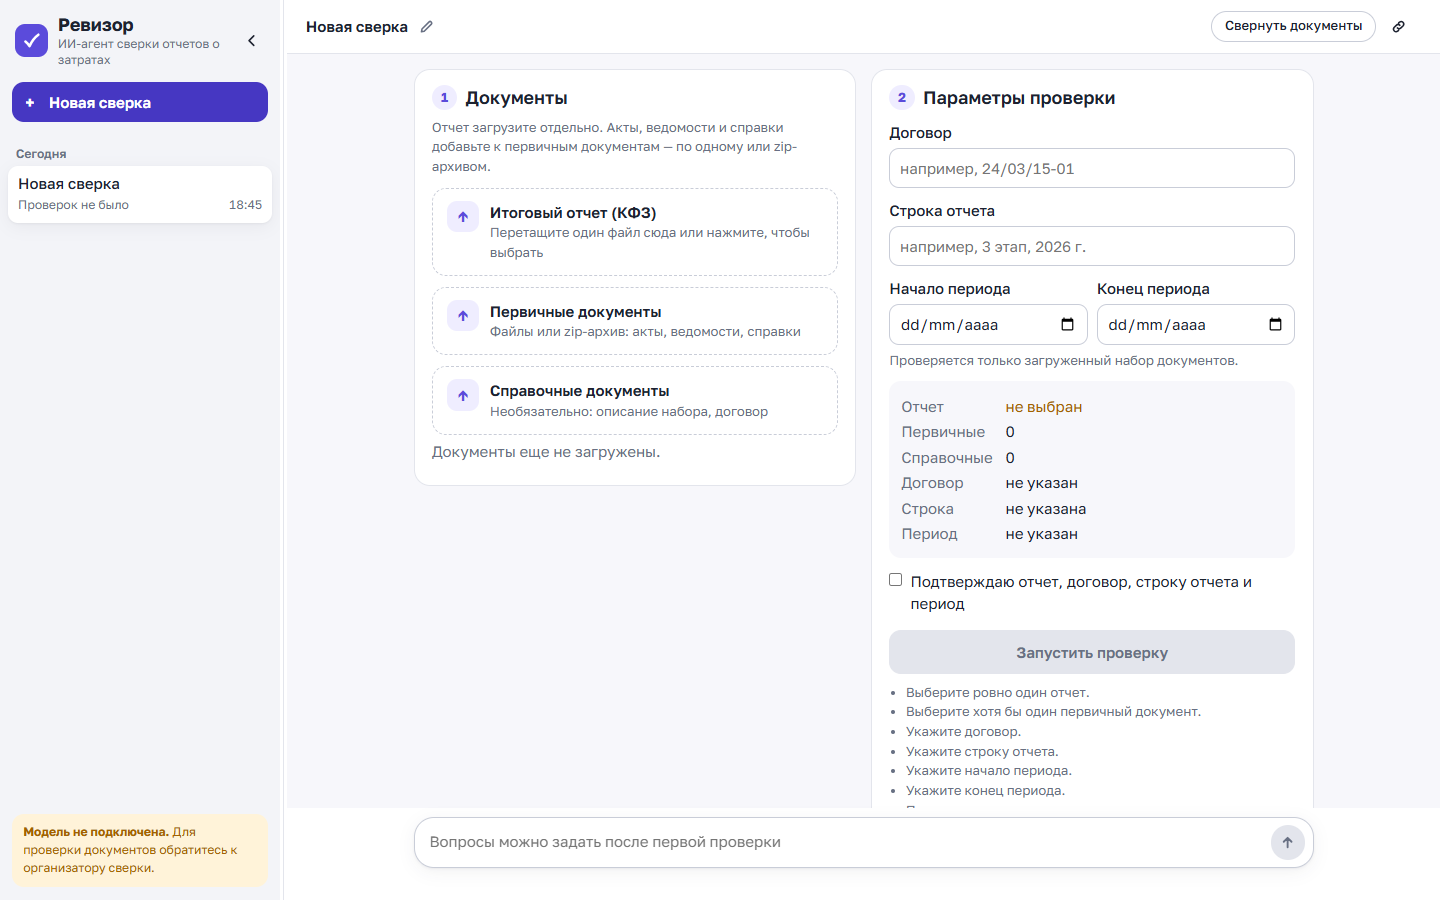 Ревизор
ИИ-агент сверки отчетов о
затратах
+ Новая сверка
Сегодня
Новая сверка
Проверок не было 18:45
Модель не подключена. Для
проверки документов обратитесь к
организатору сверки.
Новая сверка
Свернуть документы
1 Документы
Отчет загрузите отдельно. Акты, ведомости и справки
добавьте к первичным документам — по одному или zip-
архивом.
Итоговый отчет (КФЗ)
Перетащите один файл сюда или нажмите, чтобы
выбрать
Первичные документы
Файлы или zip-архив: акты, ведомости, справки
Справочные документы
Необязательно: описание набора, договор
Документы еще не загружены.
2 Параметры проверки
Договор
например, 24/03/15-01
Строка отчета
например, 3 этап, 2026 г.
Начало периода Конец периода
dd/mm/aaaa dd/mm/aaaa
Проверяется только загруженный набор документов.
Отчет не выбран
Первичные 0
Справочные 0
Договор не указан
Строка не указана
Период не указан
Подтверждаю отчет, договор, строку отчета и
период
Запустить проверку
• Выберите ровно один отчет.
• Выберите хотя бы один первичный документ.
• Укажите договор.
• Укажите строку отчета.
• Укажите начало периода.
• Укажите конец периода.
Вопросы можно задать после первой проверки